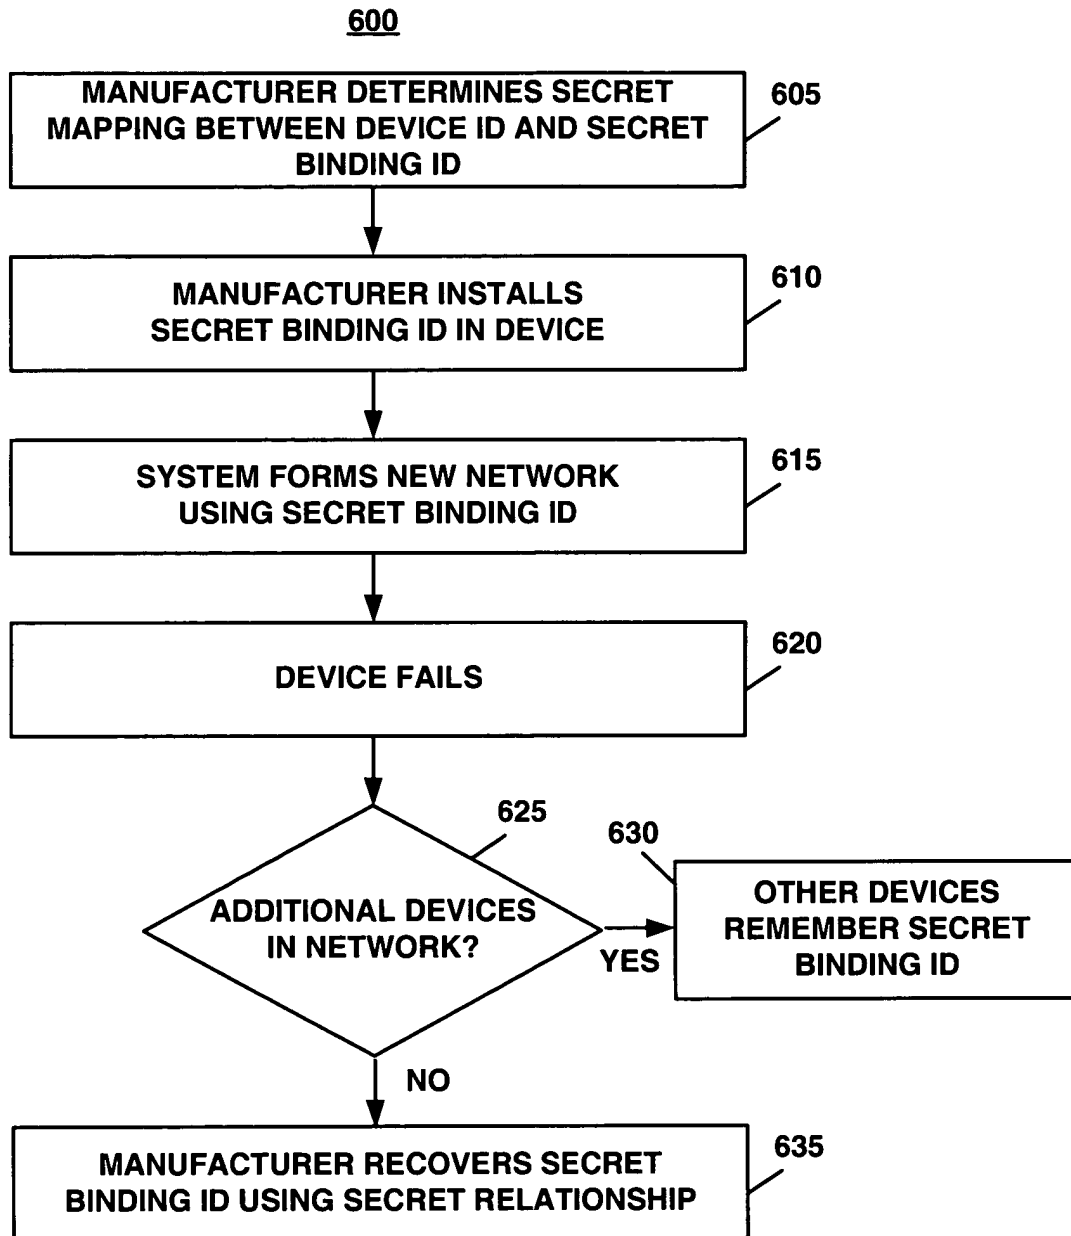 600
MANUFACTURER DETERMINES SECRET
MAPPING BETWEEN DEVICE ID AND SECRET
BINDING ID
605
MANUFACTURER INSTALLS
SECRET BINDING ID IN DEVICE
610
SYSTEM FORMS NEW NETWORK
USING SECRET BINDING ID
615
DEVICE FAILS
620
625
ADDITIONAL DEVICES
IN NETWORK?
YES
630
OTHER DEVICES
REMEMBER SECRET
BINDING ID
NO
MANUFACTURER RECOVERS SECRET
BINDING ID USING SECRET RELATIONSHIP
635